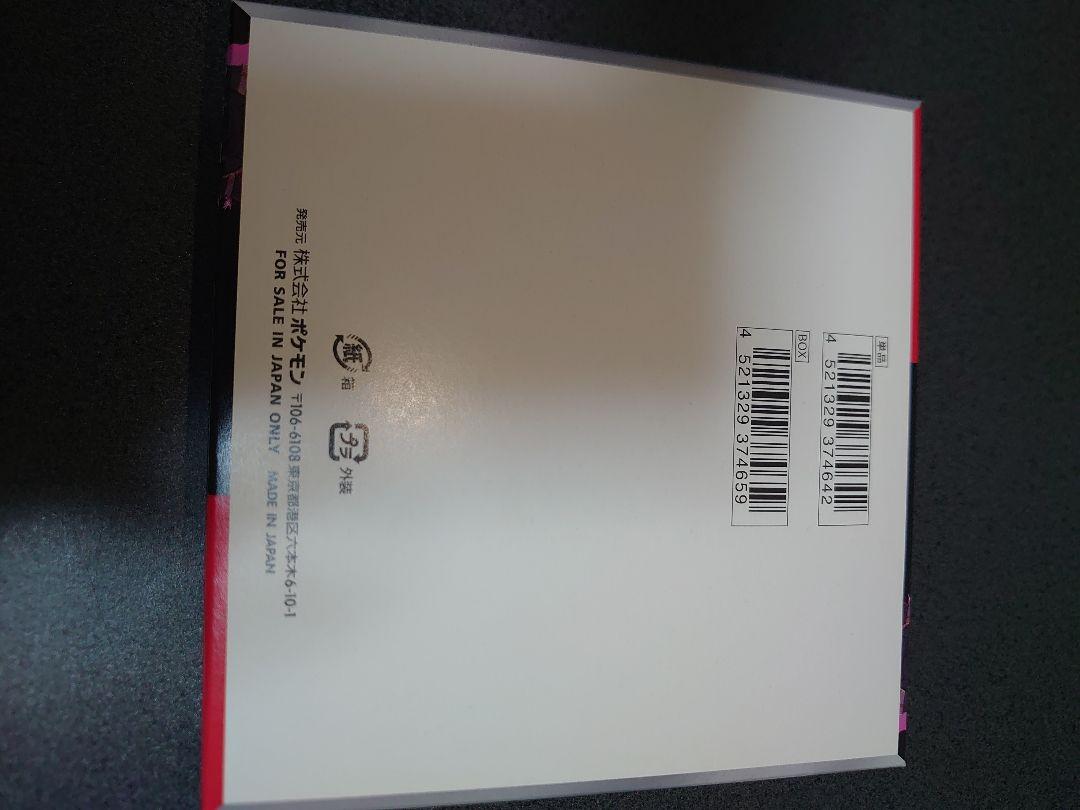 単品
4 521329 374642
BOX
4 521329 374659
紙 箱 プラ 外装
発売元 株式会社ポケモン 〒106-6108 東京都港区六本木6-10-1
FOR SALE IN JAPAN ONLY MADE IN JAPAN